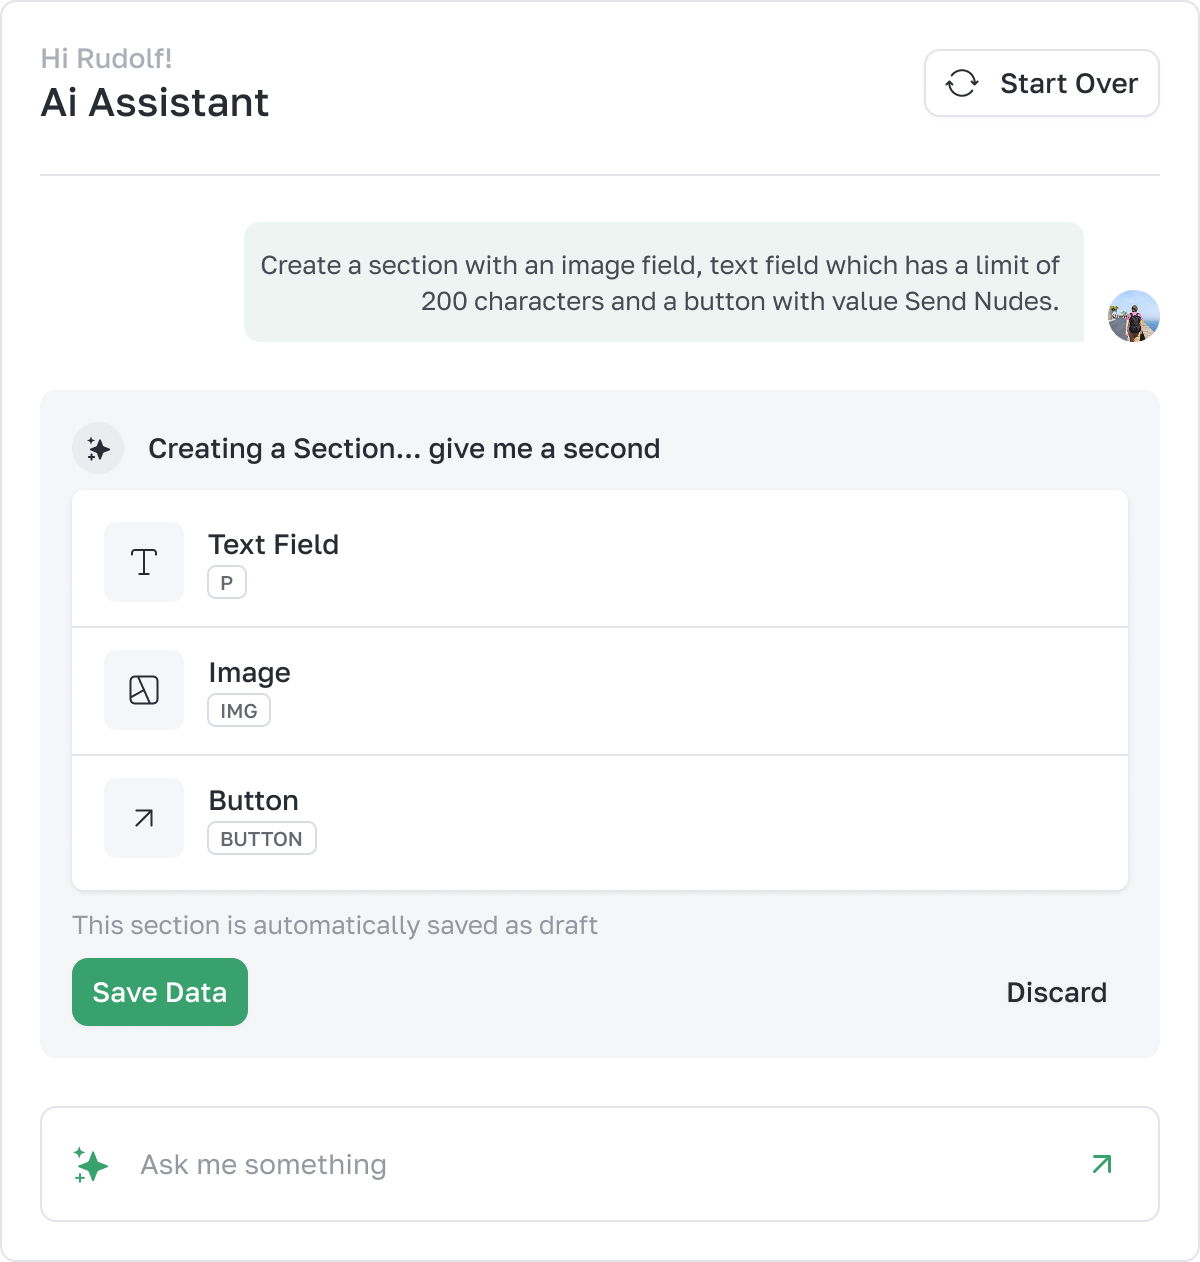 Hi Rudolf!
Ai Assistant
Start Over
Create a section with an image field, text field which has a limit of
200 characters and a button with value Send Nudes.
Creating a Section... give me a second
Text Field
P
Image
IMG
Button
BUTTON
This section is automatically saved as draft
Save Data
Discard
Ask me something